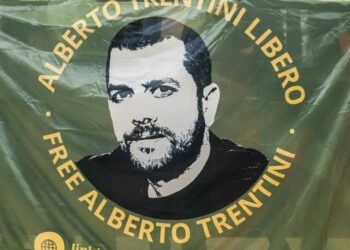 ALBERTO TRENTINI LIBERO
· FREE ALBERTO TRENTINI ·